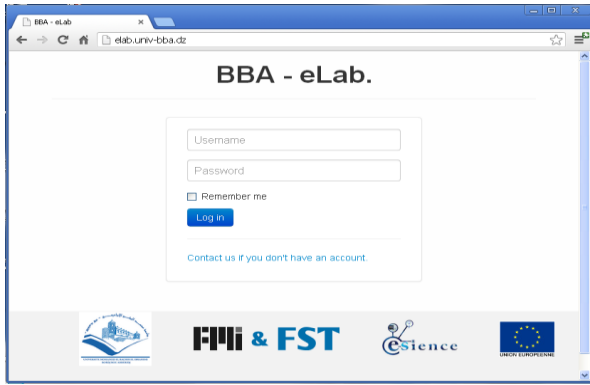 BBA - eLab
elab.univ-bba.dz
BBA - eLab.
Username
Password
Remember me
Log in
Contact us if you don't have an account.
FMI & FST
esience
UNION EUROPEENNE